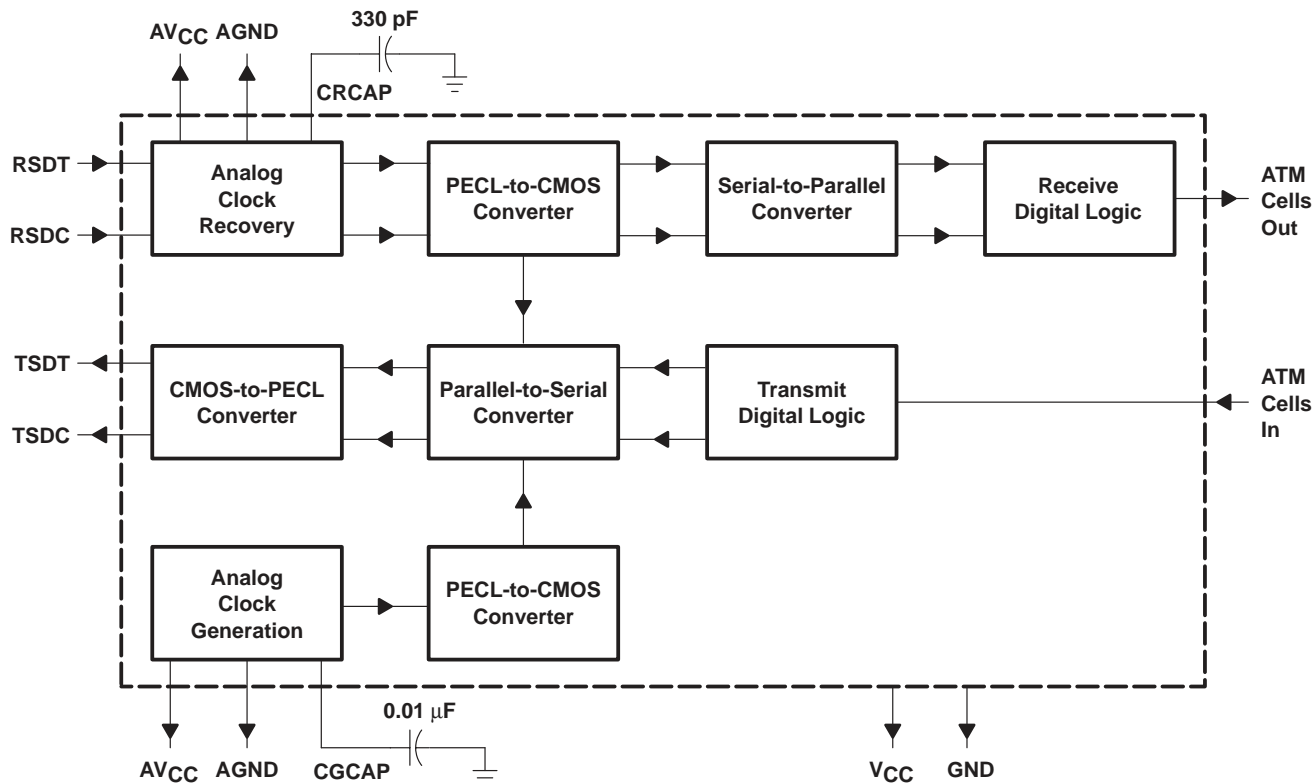 330 pF
AVCC AGND
CRCAP
RSDT
RSDC
Analog
Clock
Recovery
PECL-to-CMOS
Converter
Serial-to-Parallel
Converter
Receive
Digital Logic
ATM
Cells
Out
TSDT
TSDC
CMOS-to-PECL
Converter
Parallel-to-Serial
Converter
Transmit
Digital Logic
ATM
Cells
In
Analog
Clock
Generation
PECL-to-CMOS
Converter
0.01 μF
AVCC AGND CGCAP
VCC GND